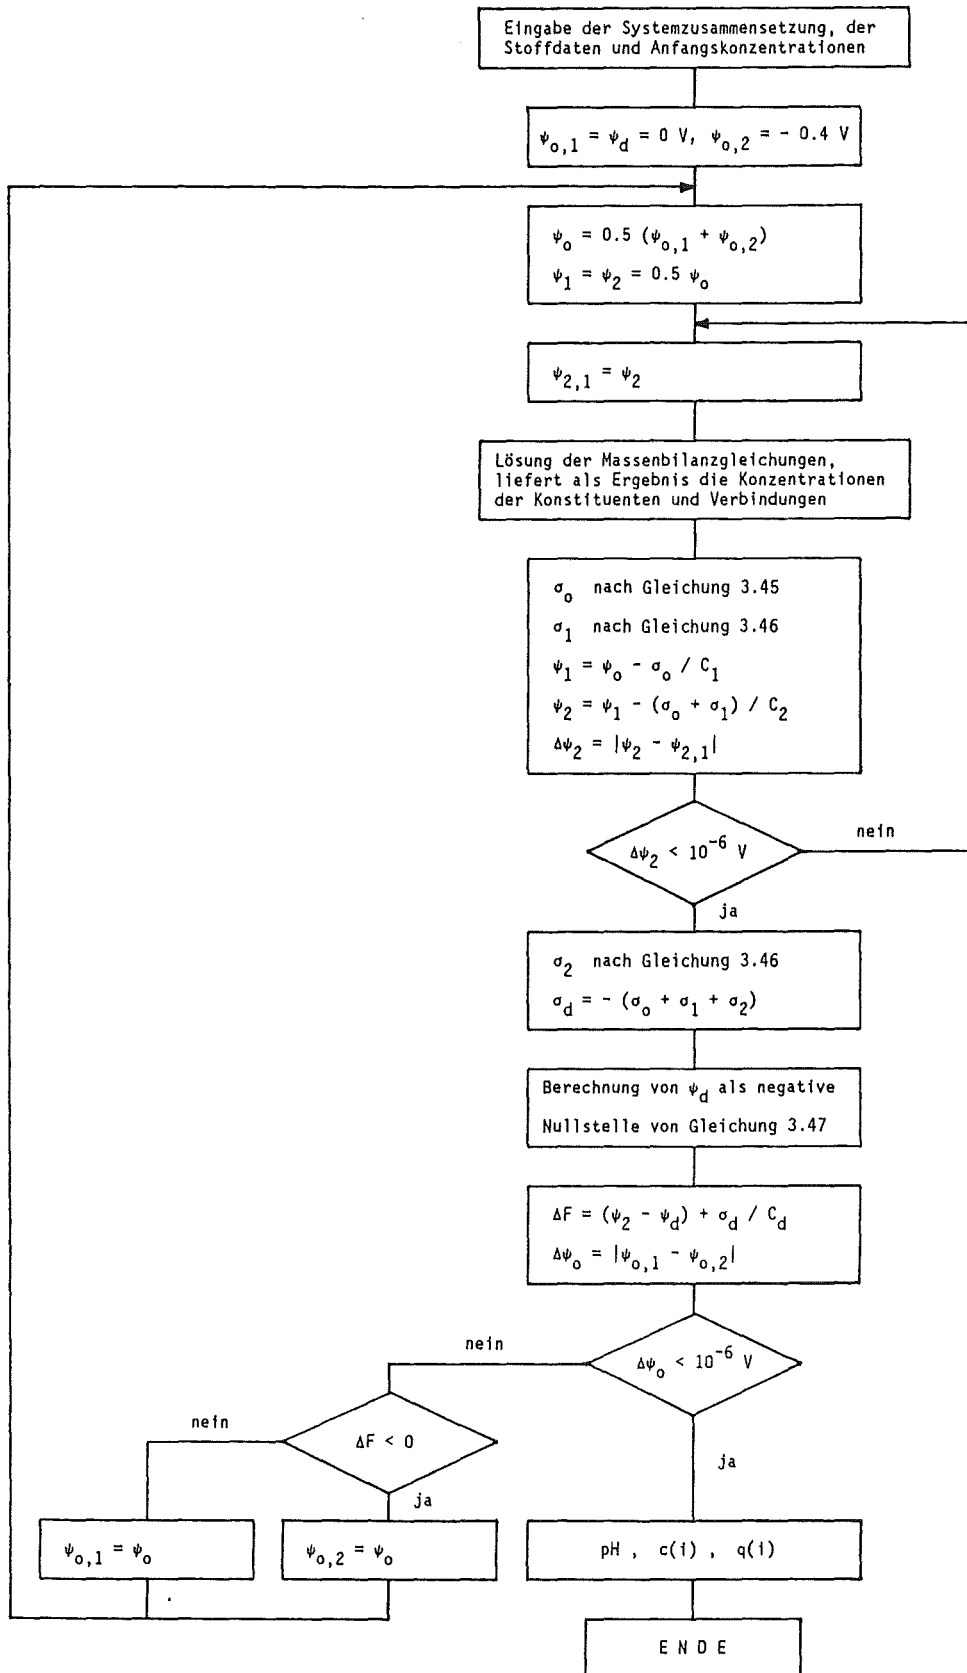 Eingabe der Systemzusammensetzung, der
Stoffdaten und Anfangskonzentrationen
ψo,1 = ψd = 0 V, ψo,2 = - 0.4 V
ψo = 0.5 (ψo,1 + ψo,2)
ψ1 = ψ2 = 0.5 ψo
ψ2,1 = ψ2
Lösung der Massenbilanzgleichungen,
liefert als Ergebnis die Konzentrationen
der Konstituenten und Verbindungen
σo nach Gleichung 3.45
σ1 nach Gleichung 3.46
ψ1 = ψo - σo / C1
ψ2 = ψ1 - (σo + σ1) / C2
Δψ2 = |ψ2 - ψ2,1|
Δψ2 < 10^-6 V
nein
ja
σ2 nach Gleichung 3.46
σd = - (σo + σ1 + σ2)
Berechnung von ψd als negative
Nullstelle von Gleichung 3.47
ΔF = (ψ2 - ψd) + σd / Cd
Δψo = |ψo,1 - ψo,2|
Δψo < 10^-6 V
nein
ja
ΔF < 0
nein
ja
ψo,1 = ψo
ψo,2 = ψo
pH , c(i) , q(i)
E N D E